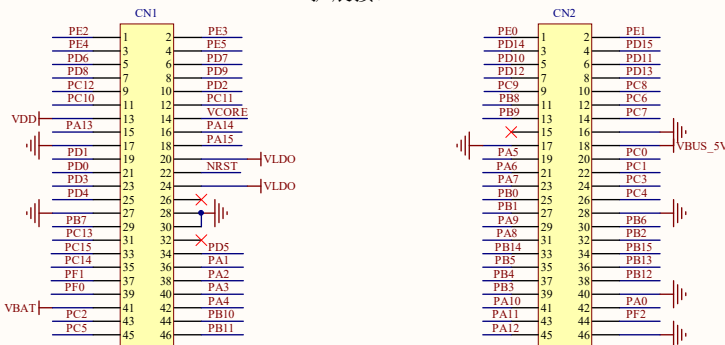 CN1
PE2 1 2 PE3
PE4 3 4 PE5
PD6 5 6 PD7
PD8 7 8 PD9
PC12 9 10 PD2
PC10 11 12 PC11
VDD 13 14 VCORE
PA13 15 16 PA14
17 18 PA15
PD1 19 20 VLDO
PD0 21 22 NRST
PD3 23 24 VLDO
PD4 25 26
27 28
PB7 29 30
PC13 31 32
PC15 33 34 PD5
PC14 35 36 PA1
PF1 37 38 PA2
PF0 39 40 PA3
VBAT 41 42 PA4
PC2 43 44 PB10
PC5 45 46 PB11
CN2
PE0 1 2 PE1
PD14 3 4 PD15
PD10 5 6 PD11
PD12 7 8 PD13
PC9 9 10 PC8
PB8 11 12 PC6
PB9 13 14 PC7
15 16
17 18 VBUS_5V
PA5 19 20 PC0
PA6 21 22 PC1
PA7 23 24 PC3
PB0 25 26 PC4
PB1 27 28
PA9 29 30 PB6
PA8 31 32 PB2
PB14 33 34 PB15
PB5 35 36 PB13
PB4 37 38 PB12
PB3 39 40
PA10 41 42 PA0
PA11 43 44 PF2
PA12 45 46